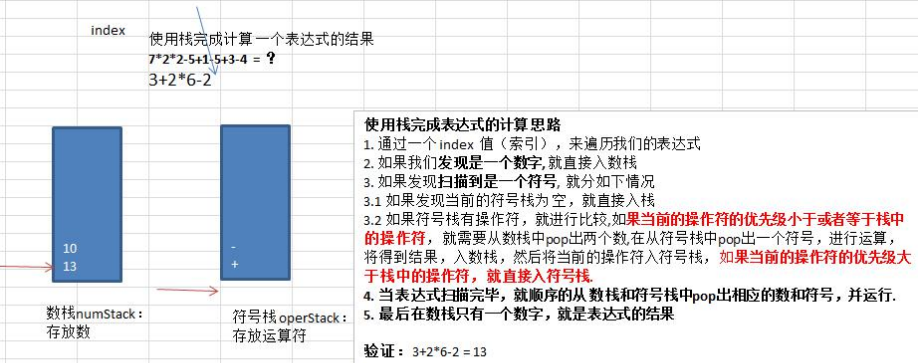 index
使用栈完成计算一个表达式的结果
7*2*2-5+1-5+3-4 = ?
3+2*6-2
10
13
-
+
数栈numStack：
存放数
符号栈operStack：
存放运算符
使用栈完成表达式的计算思路
1. 通过一个 index 值（索引），来遍历我们的表达式
2. 如果我们发现是一个数字, 就直接入数栈
3. 如果发现扫描到是一个符号, 就分如下情况
3.1 如果发现当前的符号栈为 空，就直接入栈
3.2 如果符号栈有操作符，就进行比较,如果当前的操作符的优先级小于或者等于栈中
的操作符，就需要从数栈中pop出两个数,在从符号栈中pop出一个符号，进行运算，
将得到结果，入数栈，然后将当前的操作符入符号栈，如果当前的操作符的优先级大
于栈中的操作符，就直接入符号栈.
4. 当表达式扫描完毕，就顺序的从 数栈和符号栈中pop出相应的数和符号，并运行.
5. 最后在数栈只有一个数字，就是表达式的结果
验证：3+2*6-2 = 13